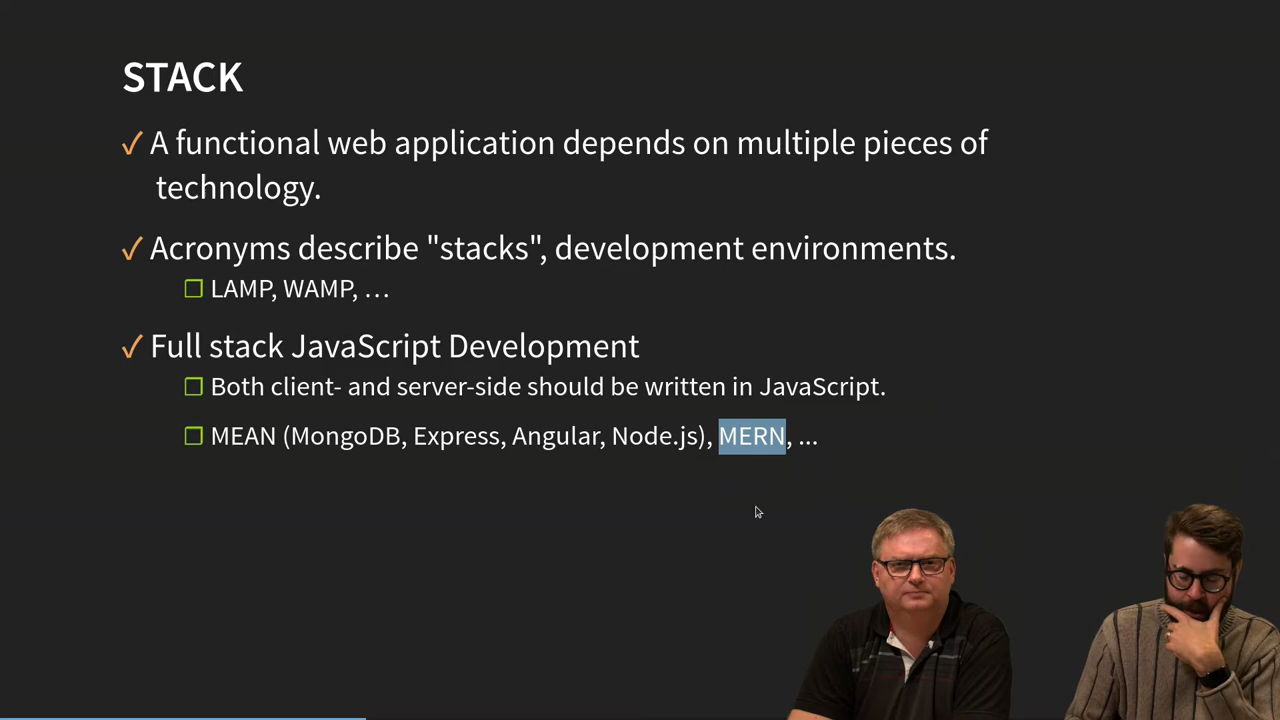 STACK
✓ A functional web application depends on multiple pieces of
technology.
✓ Acronyms describe "stacks", development environments.
❒ LAMP, WAMP, …
✓ Full stack JavaScript Development
❒ Both client- and server-side should be written in JavaScript.
❒ MEAN (MongoDB, Express, Angular, Node.js), MERN, ...